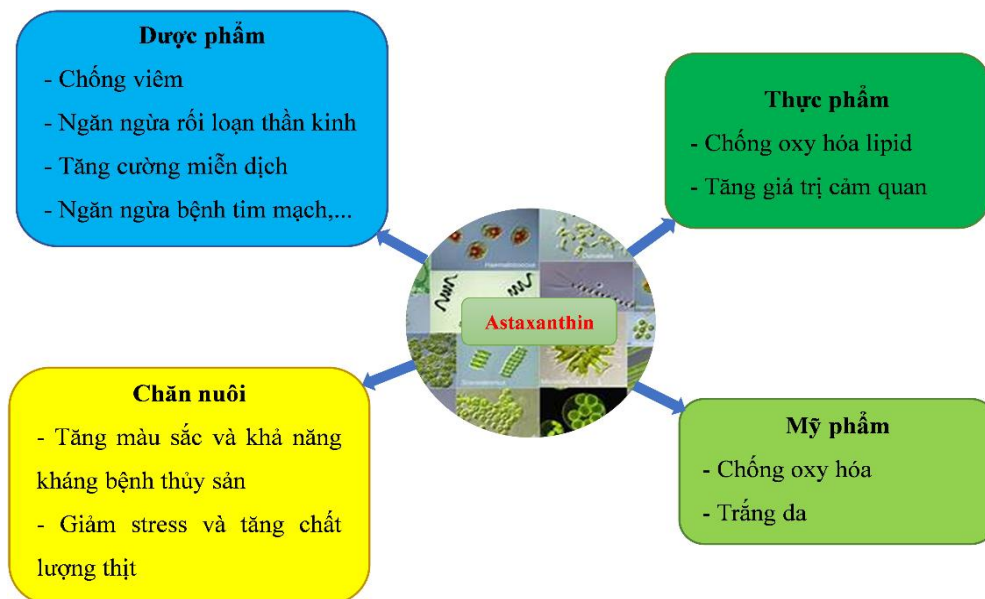 Dược phẩm
- Chống viêm
- Ngăn ngừa rối loạn thần kinh
- Tăng cường miễn dịch
- Ngăn ngừa bệnh tim mạch,...
Thực phẩm
- Chống oxy hóa lipid
- Tăng giá trị cảm quan
Haematococcus
Dunaliella
Astaxanthin
Chăn nuôi
- Tăng màu sắc và khả năng
kháng bệnh thủy sản
- Giảm stress và tăng chất
lượng thịt
Mỹ phẩm
- Chống oxy hóa
- Trắng da